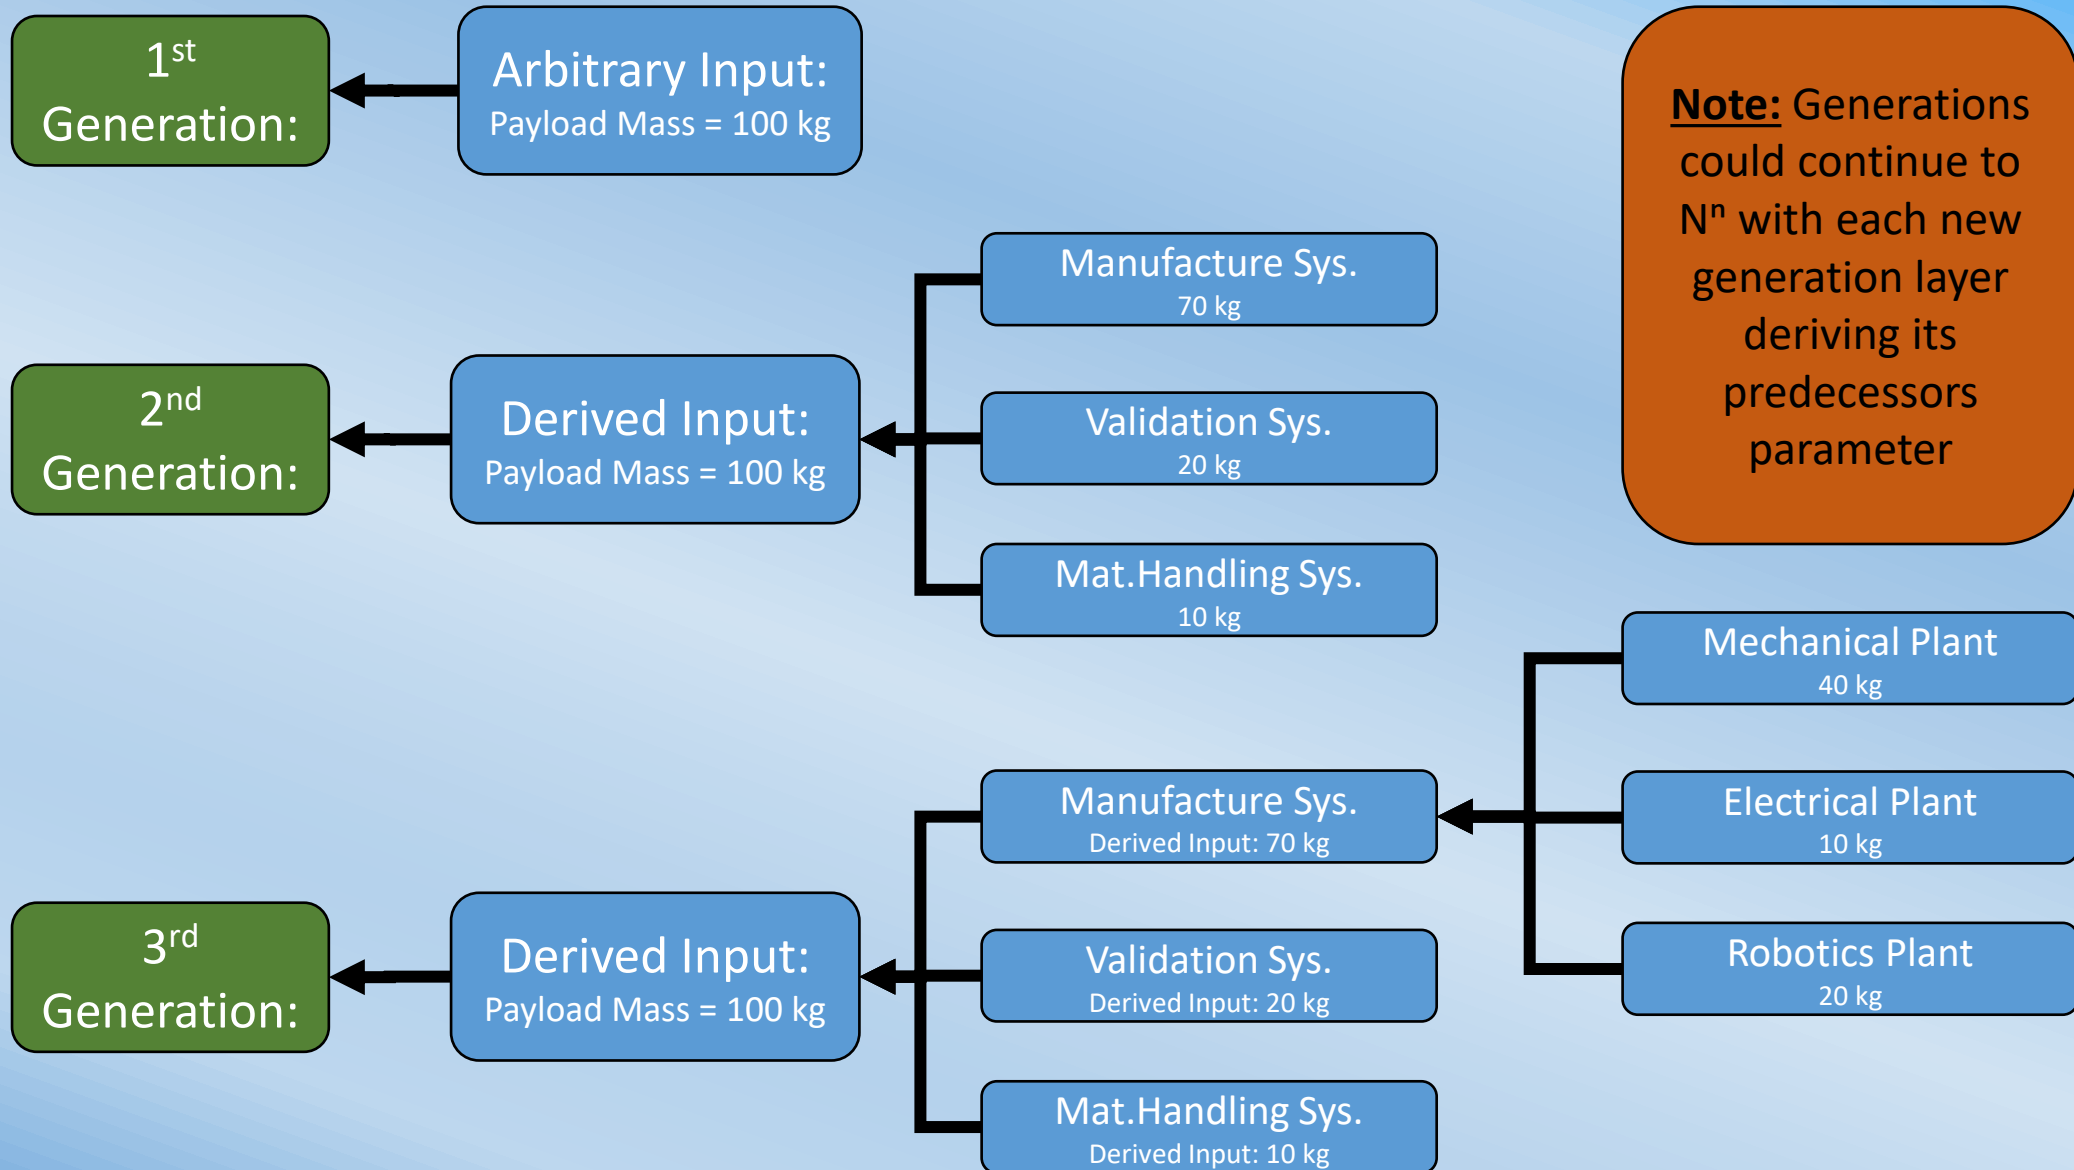 1st
Generation:
Arbitrary Input:
Payload Mass = 100 kg
Note: Generations
could continue to
Nⁿ with each new
generation layer
deriving its
predecessors
parameter
2nd
Generation:
Derived Input:
Payload Mass = 100 kg
Manufacture Sys.
70 kg
Validation Sys.
20 kg
Mat.Handling Sys.
10 kg
3rd
Generation:
Derived Input:
Payload Mass = 100 kg
Manufacture Sys.
Derived Input: 70 kg
Validation Sys.
Derived Input: 20 kg
Mat.Handling Sys.
Derived Input: 10 kg
Mechanical Plant
40 kg
Electrical Plant
10 kg
Robotics Plant
20 kg